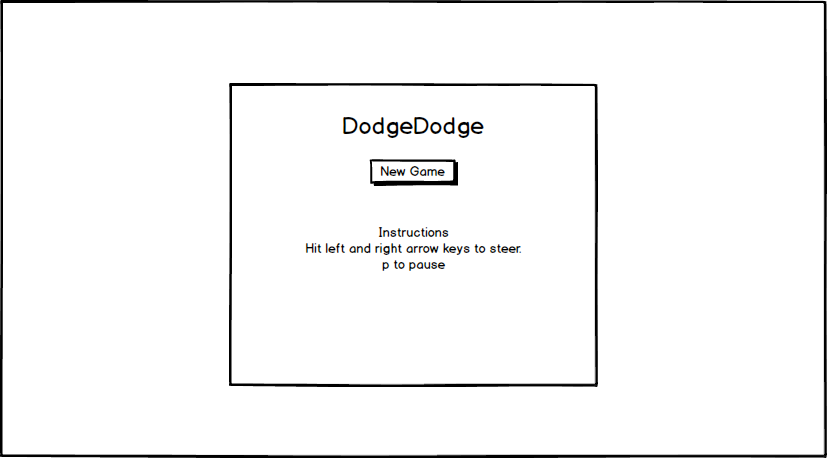 DodgeDodge
New Game
Instructions
Hit left and right arrow keys to steer.
p to pause